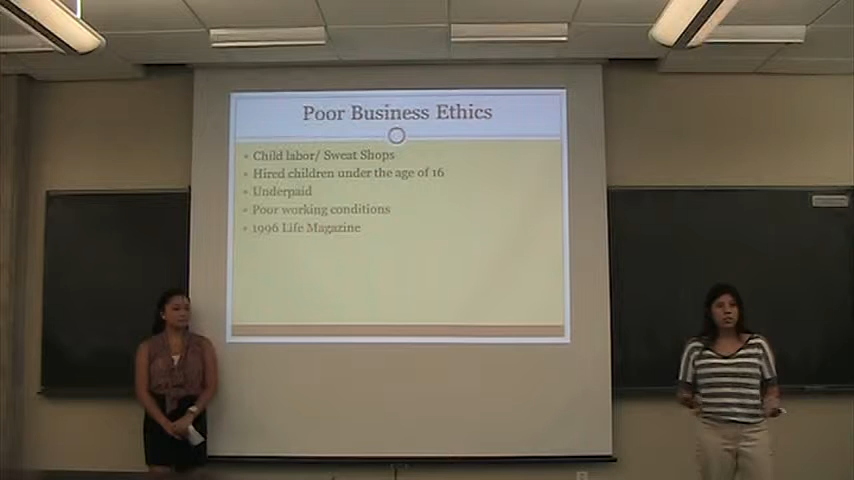 Poor Business Ethics
Child labor/ Sweat Shops
Hired children under the age of 16
Underpaid
Poor working conditions
1996 Life Magazine